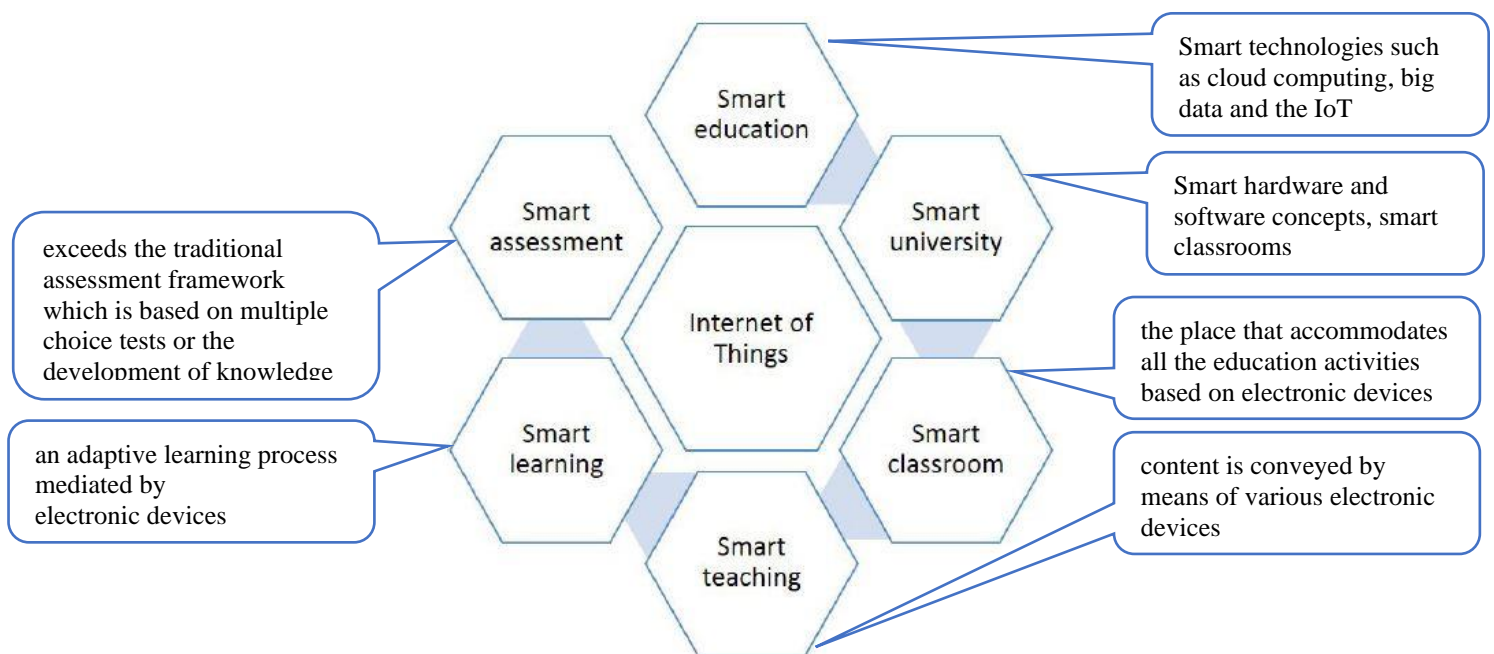 Smart
education
Smart technologies such
as cloud computing, big
data and the IoT
Smart
university
Smart hardware and
software concepts, smart
classrooms
Smart
assessment
exceeds the traditional
assessment framework
which is based on multiple
choice tests or the
development of knowledge
Internet of
Things
the place that accommodates
all the education activities
based on electronic devices
Smart
learning
an adaptive learning process
mediated by
electronic devices
Smart
classroom
content is conveyed by
means of various electronic
devices
Smart
teaching